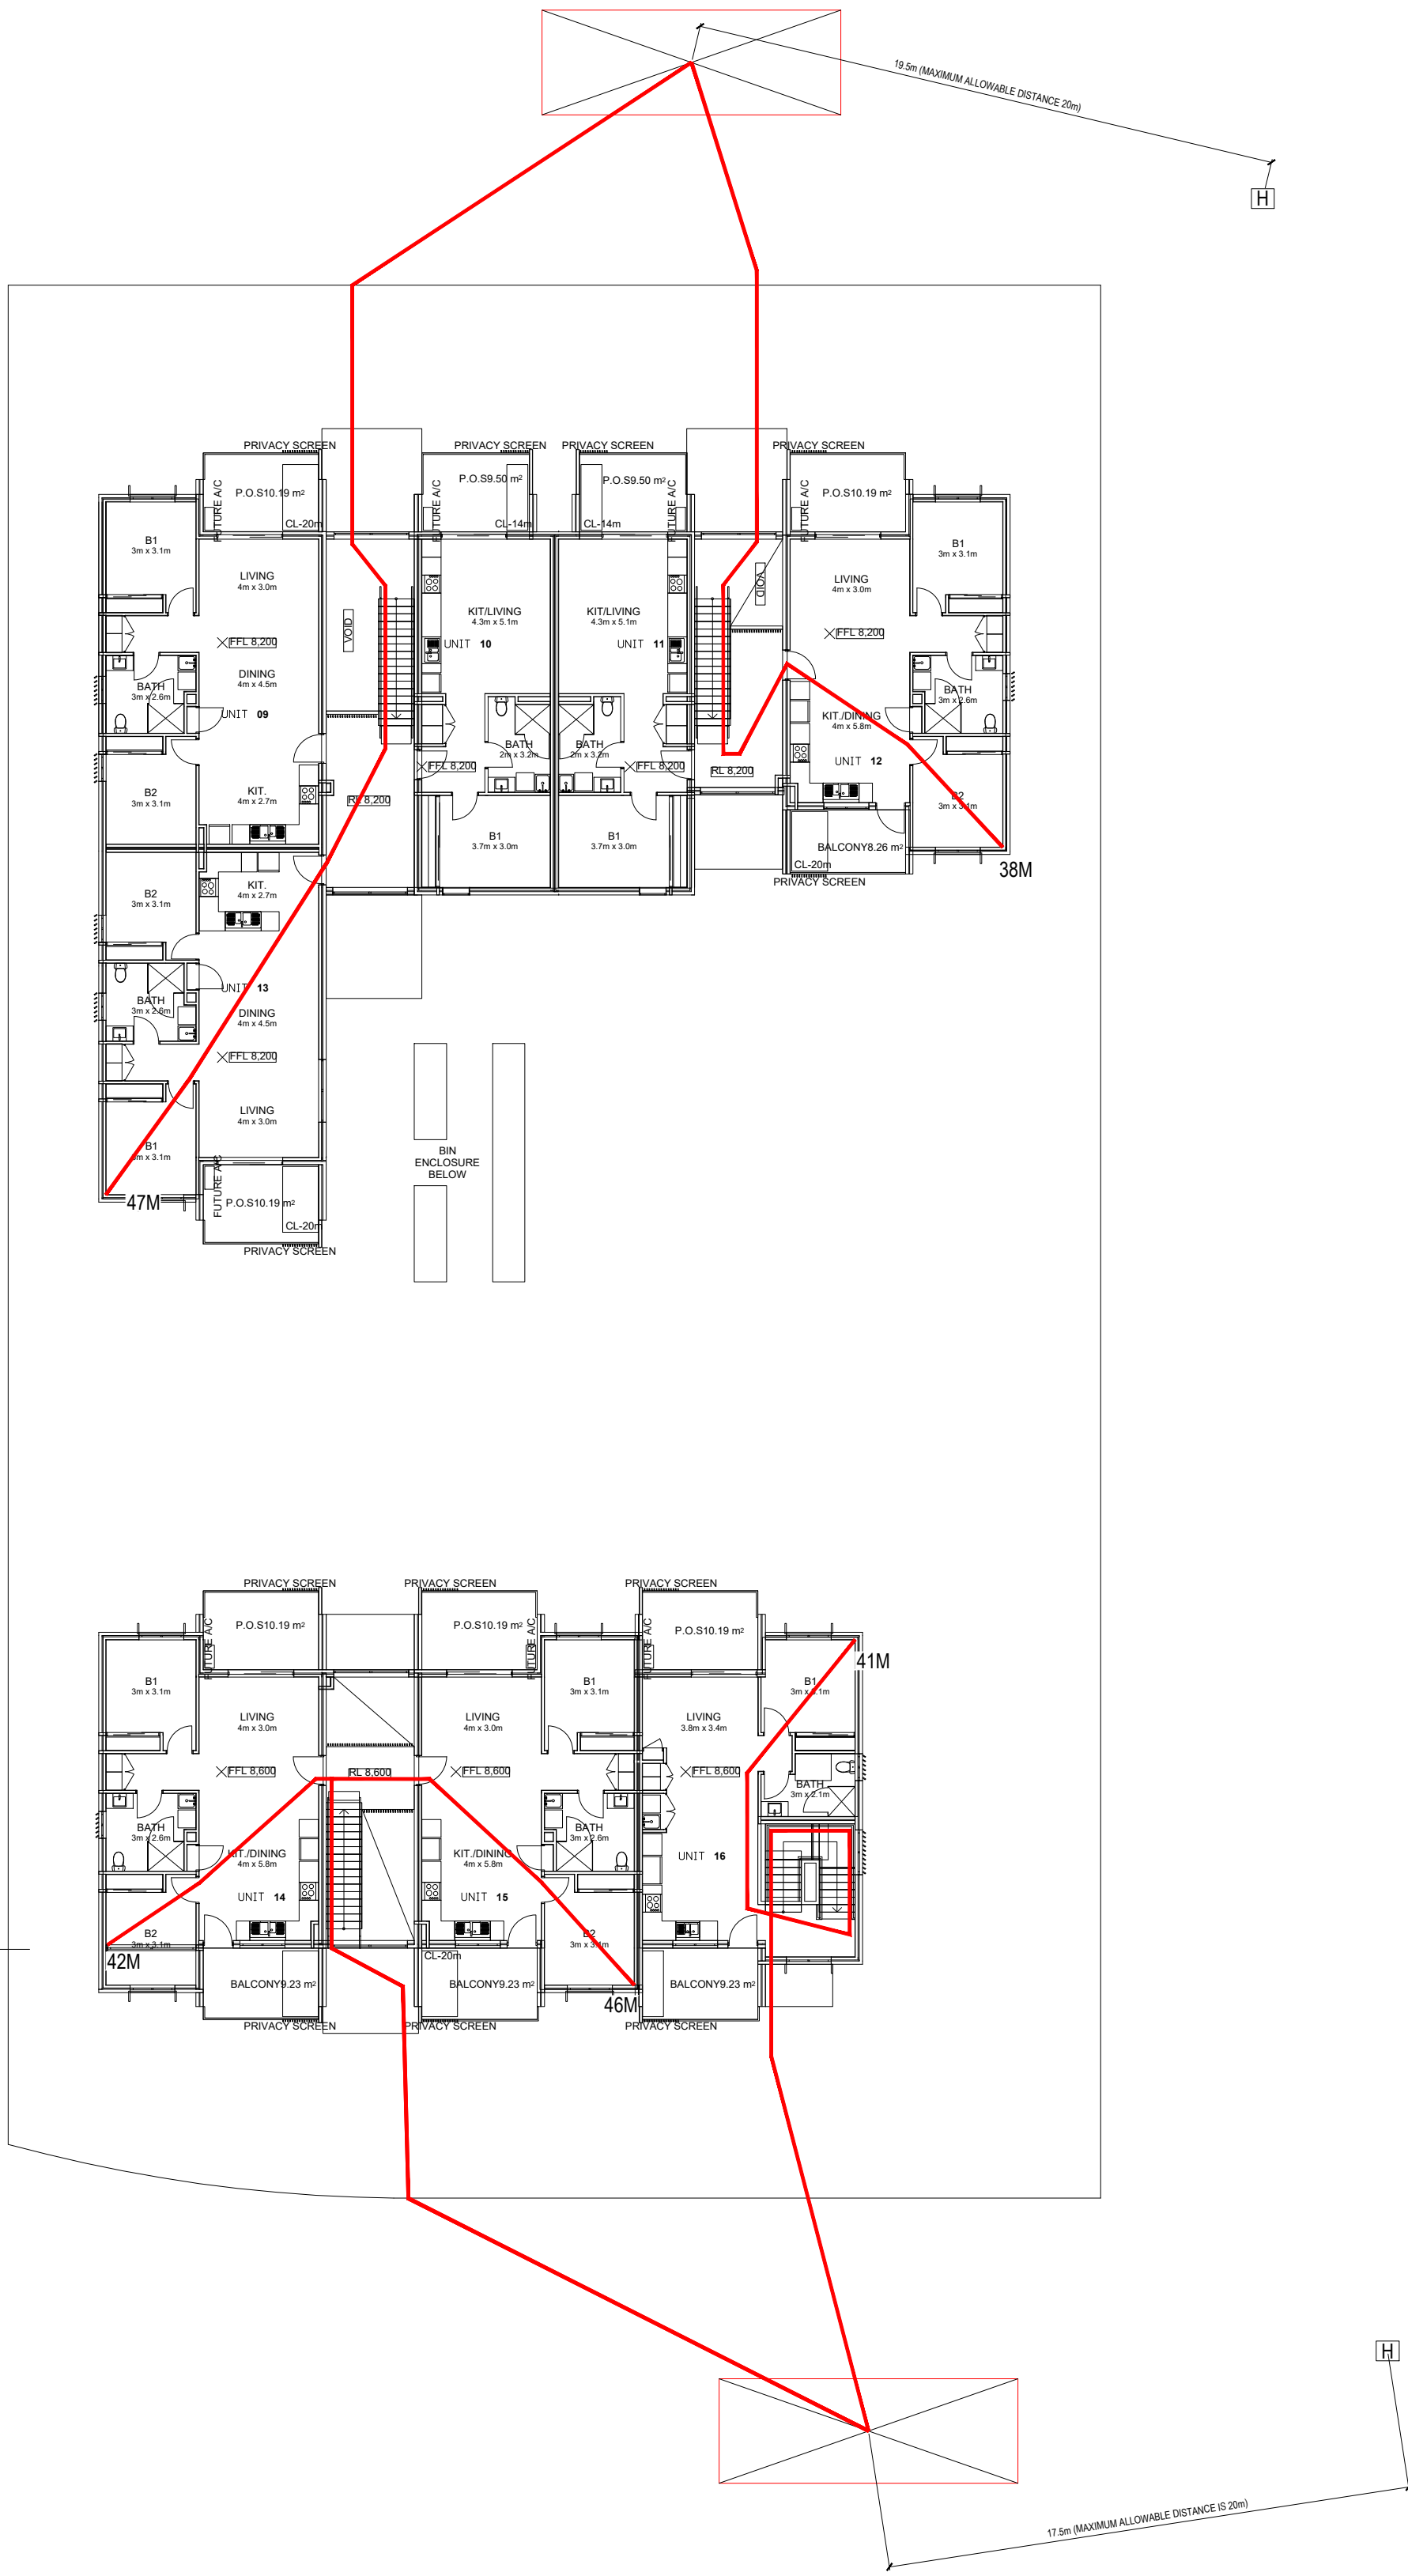 19.5m (MAXIMUM ALLOWABLE DISTANCE 20m)
H
PRIVACY SCREEN
PRIVACY SCREEN
PRIVACY SCREEN
PRIVACY SCREEN
P.O.S10.19 m²
FUTURE A/C
CL-20m
P.O.S9.50 m²
FUTURE A/C
CL-14m
P.O.S9.50 m²
FUTURE A/C
CL-14m
P.O.S10.19 m²
FUTURE A/C
B1
3m x 3.1m
LIVING
4m x 3.0m
FFL 8,200
DINING
4m x 4.5m
BATH
3m x 2.6m
UNIT 09
B2
3m x 3.1m
KIT.
4m x 2.7m
VOID
RL 8,200
KIT/LIVING
4.3m x 5.1m
UNIT 10
BATH
2m x 3.2m
FFL 8,200
B1
3.7m x 3.0m
KIT/LIVING
4.3m x 5.1m
UNIT 11
BATH
2m x 3.2m
FFL 8,200
B1
3.7m x 3.0m
VOID
RL 8,200
LIVING
4m x 3.0m
FFL 8,200
B1
3m x 3.1m
BATH
3m x 2.6m
KIT./DINING
4m x 5.8m
UNIT 12
B2
3m x 3.1m
BALCONY8.26 m²
CL-20m
PRIVACY SCREEN
38M
B2
3m x 3.1m
KIT.
4m x 2.7m
UNIT 13
BATH
3m x 2.6m
DINING
4m x 4.5m
FFL 8,200
LIVING
4m x 3.0m
B1
3m x 3.1m
47M
FUTURE A/C
P.O.S10.19 m²
CL-20m
PRIVACY SCREEN
BIN
ENCLOSURE
BELOW
PRIVACY SCREEN
PRIVACY SCREEN
PRIVACY SCREEN
P.O.S10.19 m²
FUTURE A/C
P.O.S10.19 m²
FUTURE A/C
P.O.S10.19 m²
FUTURE A/C
41M
B1
3m x 3.1m
LIVING
4m x 3.0m
FFL 8,600
BATH
3m x 2.6m
KIT./DINING
4m x 5.8m
UNIT 14
B2
3m x 3.1m
42M
BALCONY9.23 m²
PRIVACY SCREEN
RL 8,600
LIVING
4m x 3.0m
FFL 8,600
B1
3m x 3.1m
BATH
3m x 2.6m
KIT./DINING
4m x 5.8m
UNIT 15
B2
3m x 3.1m
CL-20m
BALCONY9.23 m²
46M
PRIVACY SCREEN
LIVING
3.8m x 3.4m
FFL 8,600
B1
3m x 3.1m
BATH
3m x 2.1m
UNIT 16
BALCONY9.23 m²
PRIVACY SCREEN
H
17.5m (MAXIMUM ALLOWABLE DISTANCE IS 20m)